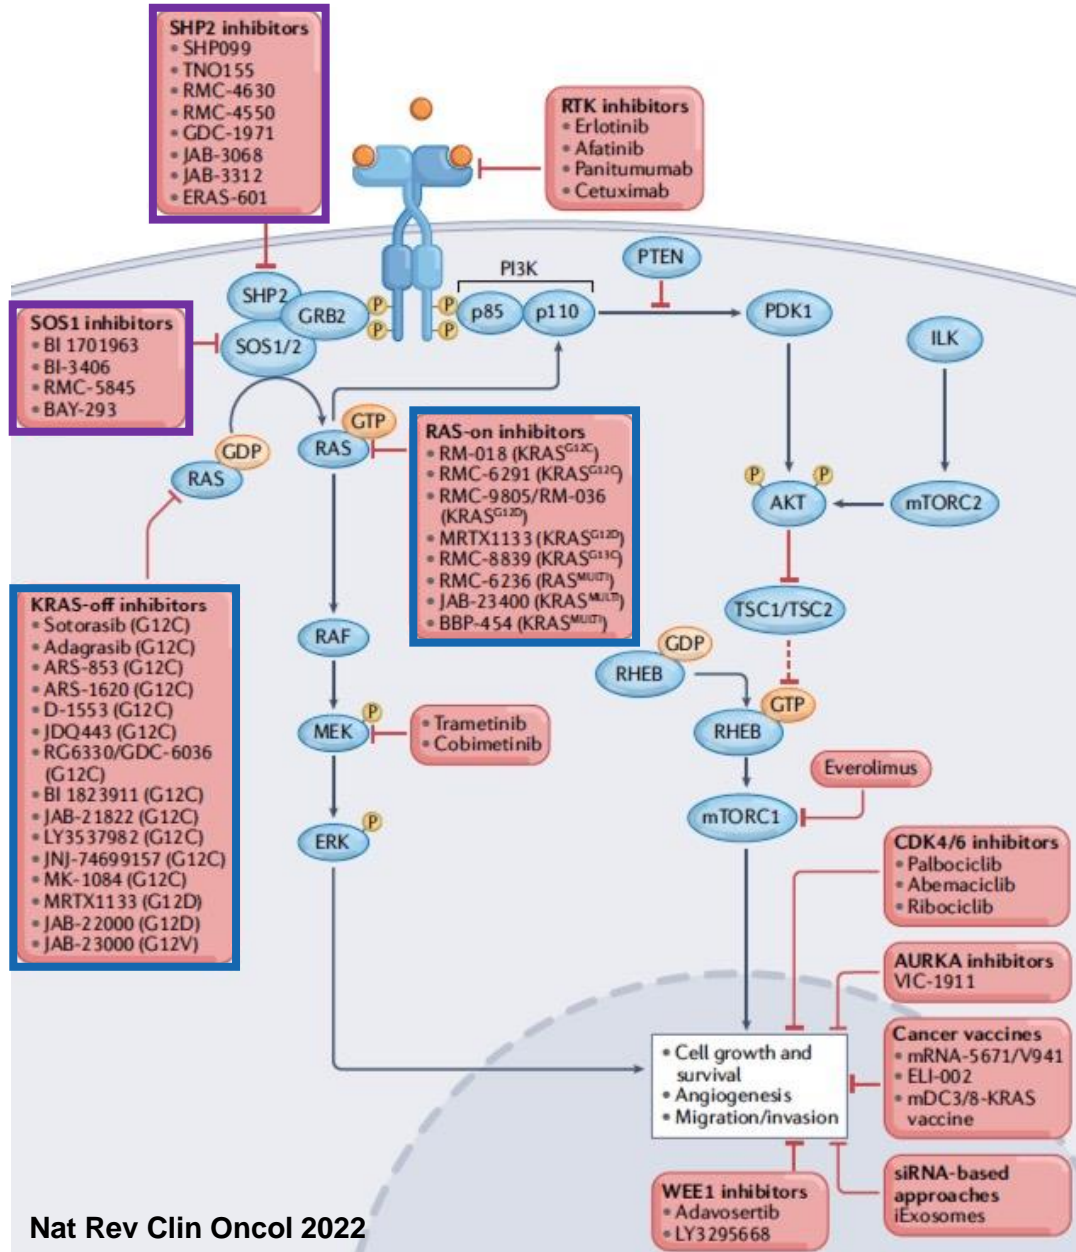 SHP2 inhibitors
• SHP099
• TNO155
• RMC-4630
• RMC-4550
• GDC-1971
• JAB-3068
• JAB-3312
• ERAS-601
RTK inhibitors
• Erlotinib
• Afatinib
• Panitumumab
• Cetuximab
SHP2
GRB2
SOS1/2
P
P
P
P
PI3K
p85
p110
PTEN
PDK1
ILK
SOS1 inhibitors
• BI 1701963
• BI-3406
• RMC-5845
• BAY-293
GDP
RAS
GTP
RAS
RAS-on inhibitors
• RM-018 (KRASG12C)
• RMC-6291 (KRASG12C)
• RMC-9805/RM-036
(KRASG12D)
• MRTX1133 (KRASG12D)
• RMC-8839 (KRASG13C)
• RMC-6236 (RASMULTI)
• JAB-23400 (KRASMULTI)
• BBP-454 (KRASMULTI)
P
P
AKT
mTORC2
TSC1/TSC2
KRAS-off inhibitors
• Sotorasib (G12C)
• Adagrasib (G12C)
• ARS-853 (G12C)
• ARS-1620 (G12C)
• D-1553 (G12C)
• JDQ443 (G12C)
• RG6330/GDC-6036
(G12C)
• BI 1823911 (G12C)
• JAB-21822 (G12C)
• LY3537982 (G12C)
• JNJ-74699157 (G12C)
• MK-1084 (G12C)
• MRTX1133 (G12D)
• JAB-22000 (G12D)
• JAB-23000 (G12V)
RAF
MEK
P
• Trametinib
• Cobimetinib
ERK
P
GDP
RHEB
GTP
RHEB
Everolimus
mTORC1
CDK4/6 inhibitors
• Palbociclib
• Abemaciclib
• Ribociclib
AURKA inhibitors
VIC-1911
Cancer vaccines
• mRNA-5671/V941
• ELI-002
• mDC3/8-KRAS
vaccine
• Cell growth and
survival
• Angiogenesis
• Migration/invasion
WEE1 inhibitors
• Adavosertib
• LY3295668
siRNA-based
approaches
iExosomes
Nat Rev Clin Oncol 2022